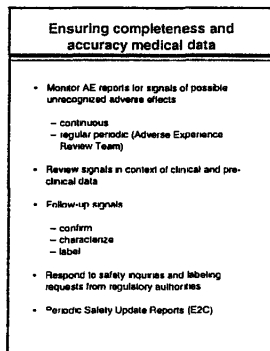 Ensuring completeness and
accuracy medical data
• Monitor AE reports for signals of possible
unrecognized adverse effects
– continuous
– regular periodic (Adverse Experience
Review Team)
• Review signals in context of clinical and pre-
clinical data
• Follow-up signals
– confirm
– characterize
– label
• Respond to safety inquiries and labeling
requests from regulatory authorities
• Periodic Safety Update Reports (E2C)